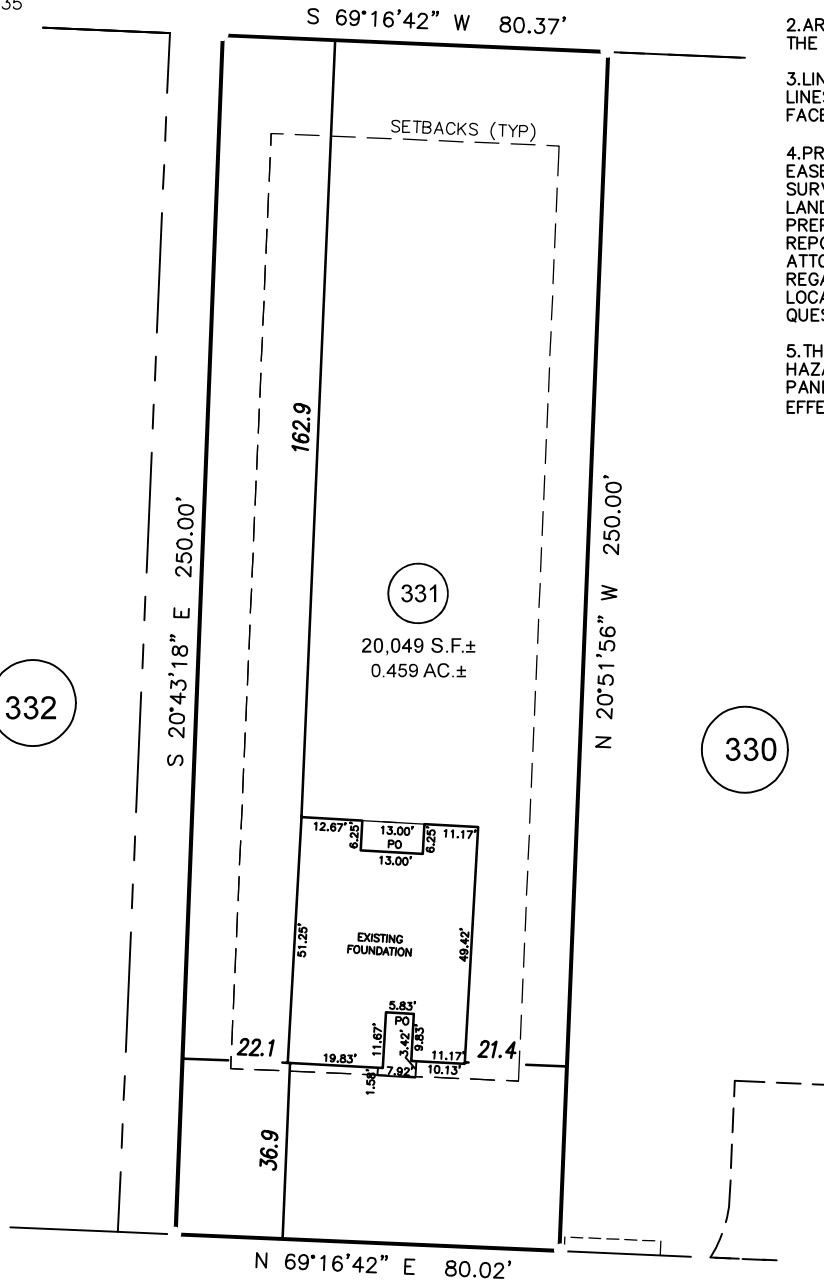 35
S 69°16'42" W 80.37'
2.AR
THE
3.LIN
LINES
FACE
4.PR
EASE
SURV
LAND
PREP
REPO
ATTO
REGA
LOCA
QUES
5.TH
HAZA
PANE
EFFE
SETBACKS (TYP)
162.9
S 20°43'18" E 250.00'
N 20°51'56" W 250.00'
331
20,049 S.F.±
0.459 AC.±
332
330
12.67'
6.25'
13.00'
PO
13.00'
6.25'
11.17'
51.25'
EXISTING
FOUNDATION
49.42'
5.83'
PO
11.67'
3.42'
9.83'
22.1
19.83'
11.17'
21.4
1.58'
7.92'
10.13'
36.9
N 69°16'42" E 80.02'